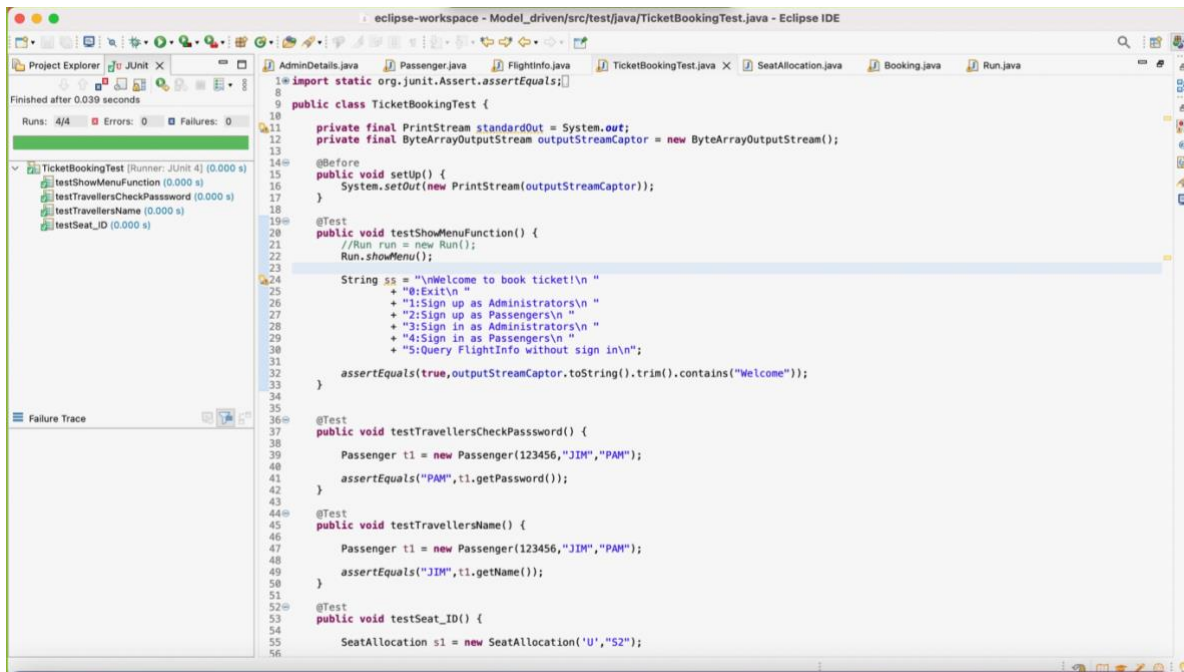 eclipse-workspace - Model_driven/src/test/java/TicketBookingTest.java - Eclipse IDE
Project Explorer
JUnit
Finished after 0.039 seconds
Runs: 4/4
Errors: 0
Failures: 0
TicketBookingTest [Runner: JUnit 4] (0.000 s)
testShowMenuFunction (0.000 s)
testTravellersCheckPasssword (0.000 s)
testTravellersName (0.000 s)
testSeat_ID (0.000 s)
Failure Trace
AdminDetails.java
Passenger.java
FlightInfo.java
TicketBookingTest.java
SeatAllocation.java
Booking.java
Run.java
1 import static org.junit.Assert.assertEquals;
8
9 public class TicketBookingTest {
10
11 private final PrintStream standardOut = System.out;
12 private final ByteArrayOutputStream outputStreamCaptor = new ByteArrayOutputStream();
13
14 @Before
15 public void setUp() {
16 System.setOut(new PrintStream(outputStreamCaptor));
17 }
18
19 @Test
20 public void testShowMenuFunction() {
21 //Run run = new Run();
22 Run.showMenu();
23
24 String ss = "\nWelcome to book ticket!\n "
25 + "0:Exit\n "
26 + "1:Sign up as Administrators\n "
27 + "2:Sign up as Passengers\n "
28 + "3:Sign in as Administrators\n "
29 + "4:Sign in as Passengers\n "
30 + "5:Query FlightInfo without sign in\n";
31
32 assertEquals(true,outputStreamCaptor.toString().trim().contains("Welcome"));
33 }
34
35
36 @Test
37 public void testTravellersCheckPasssword() {
38
39 Passenger t1 = new Passenger(123456,"JIM","PAM");
40
41 assertEquals("PAM",t1.getPassword());
42 }
43
44 @Test
45 public void testTravellersName() {
46
47 Passenger t1 = new Passenger(123456,"JIM","PAM");
48
49 assertEquals("JIM",t1.getName());
50 }
51
52 @Test
53 public void testSeat_ID() {
54
55 SeatAllocation s1 = new SeatAllocation('U',"S2");
56